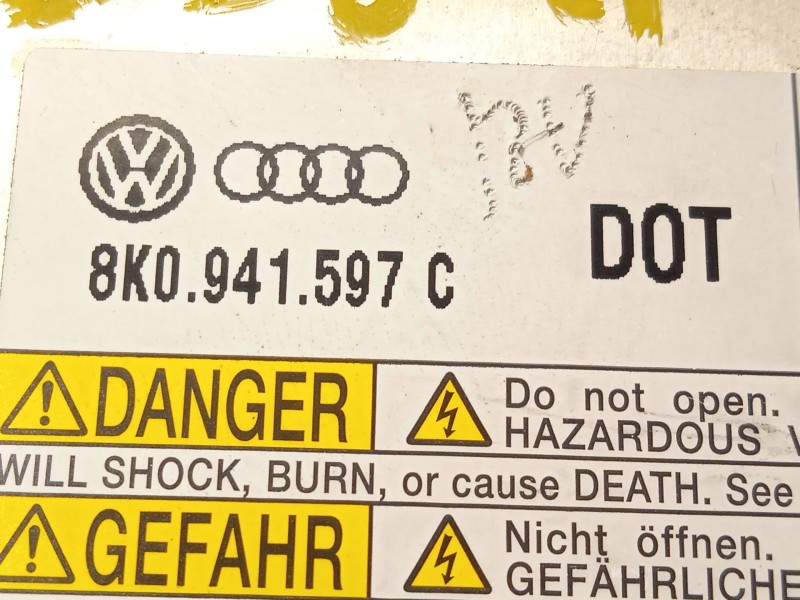 8K0.941.597 C
DOT
DANGER
Do not open.
HAZARDOUS
WILL SHOCK, BURN, or cause DEATH. See
GEFAHR
Nicht öffnen.
GEFÄHRLICHE